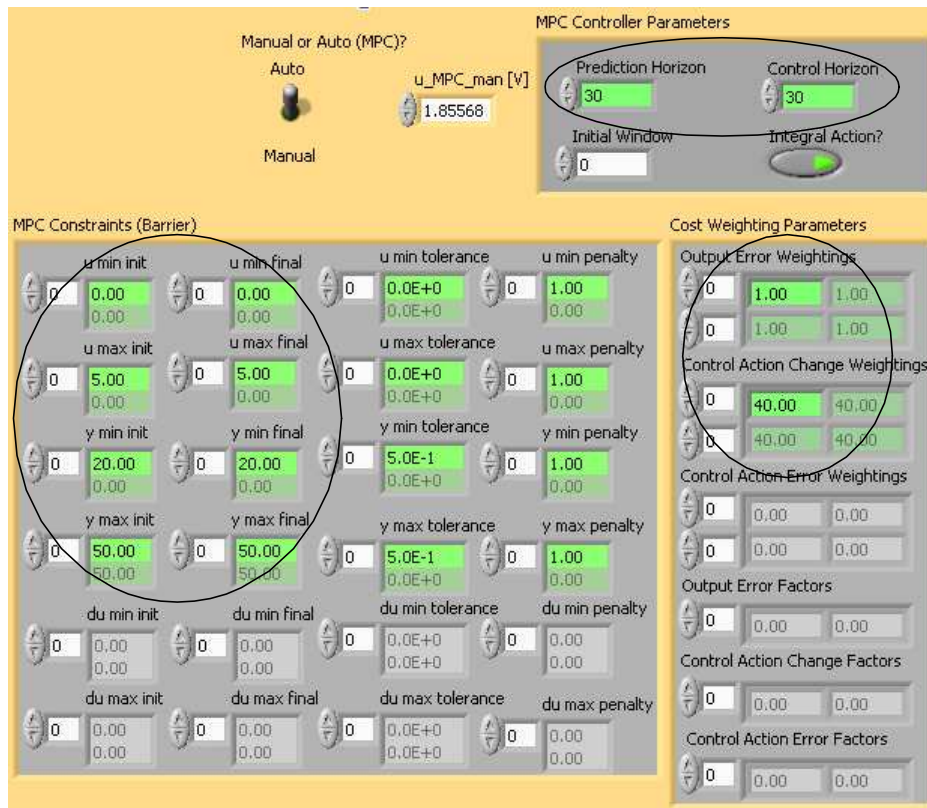 MPC Controller Parameters
Manual or Auto (MPC)?
Auto
u_MPC_man [V]
1.85568
Manual
Prediction Horizon Control Horizon
30 30
Initial Window Integral Action?
0
MPC Constraints (Barrier)
u min init u min final u min tolerance u min penalty
0 0.00 0 0.00 0 0.0E+0 0 1.00
0.00 0.00 0.0E+0 0.00
u max init u max final u max tolerance u max penalty
0 5.00 0 5.00 0 0.0E+0 0 1.00
0.00 0.00 0.0E+0 0.00
y min init y min final y min tolerance y min penalty
0 20.00 0 20.00 0 5.0E-1 0 1.00
0.00 0.00 0.0E+0 0.00
y max init y max final y max tolerance y max penalty
0 50.00 0 50.00 0 5.0E-1 0 1.00
50.00 50.00 0.0E+0 0.00
du min init du min final du min tolerance du min penalty
0 0.00 0 0.00 0 0.0E+0 0 0.00
0.00 0.00 0.0E+0 0.00
du max init du max final du max tolerance du max penalty
0 0.00 0 0.00 0 0.0E+0 0 0.00
0.00 0.00 0.0E+0 0.00
Cost Weighting Parameters
Output Error Weightings
0 1.00 1.00
0 1.00 1.00
Control Action Change Weightings
0 40.00 40.00
0 40.00 40.00
Control Action Error Weightings
0 0.00 0.00
0 0.00 0.00
Output Error Factors
0 0.00 0.00
Control Action Change Factors
0 0.00 0.00
Control Action Error Factors
0 0.00 0.00